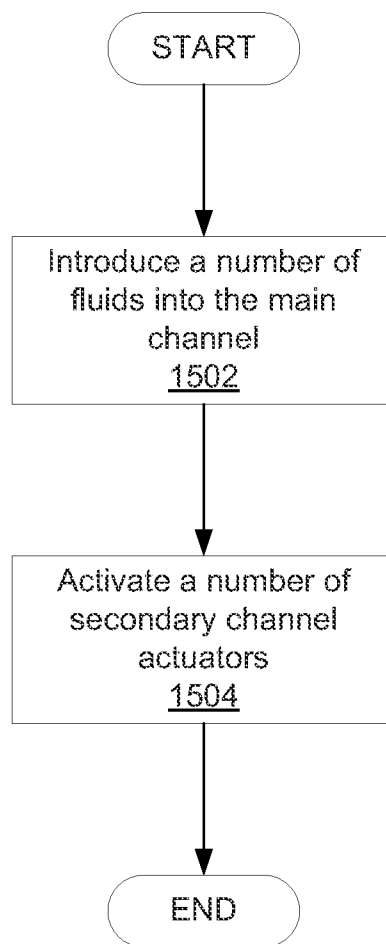 START
Introduce a number of
fluids into the main
channel
1502
Activate a number of
secondary channel
actuators
1504
END